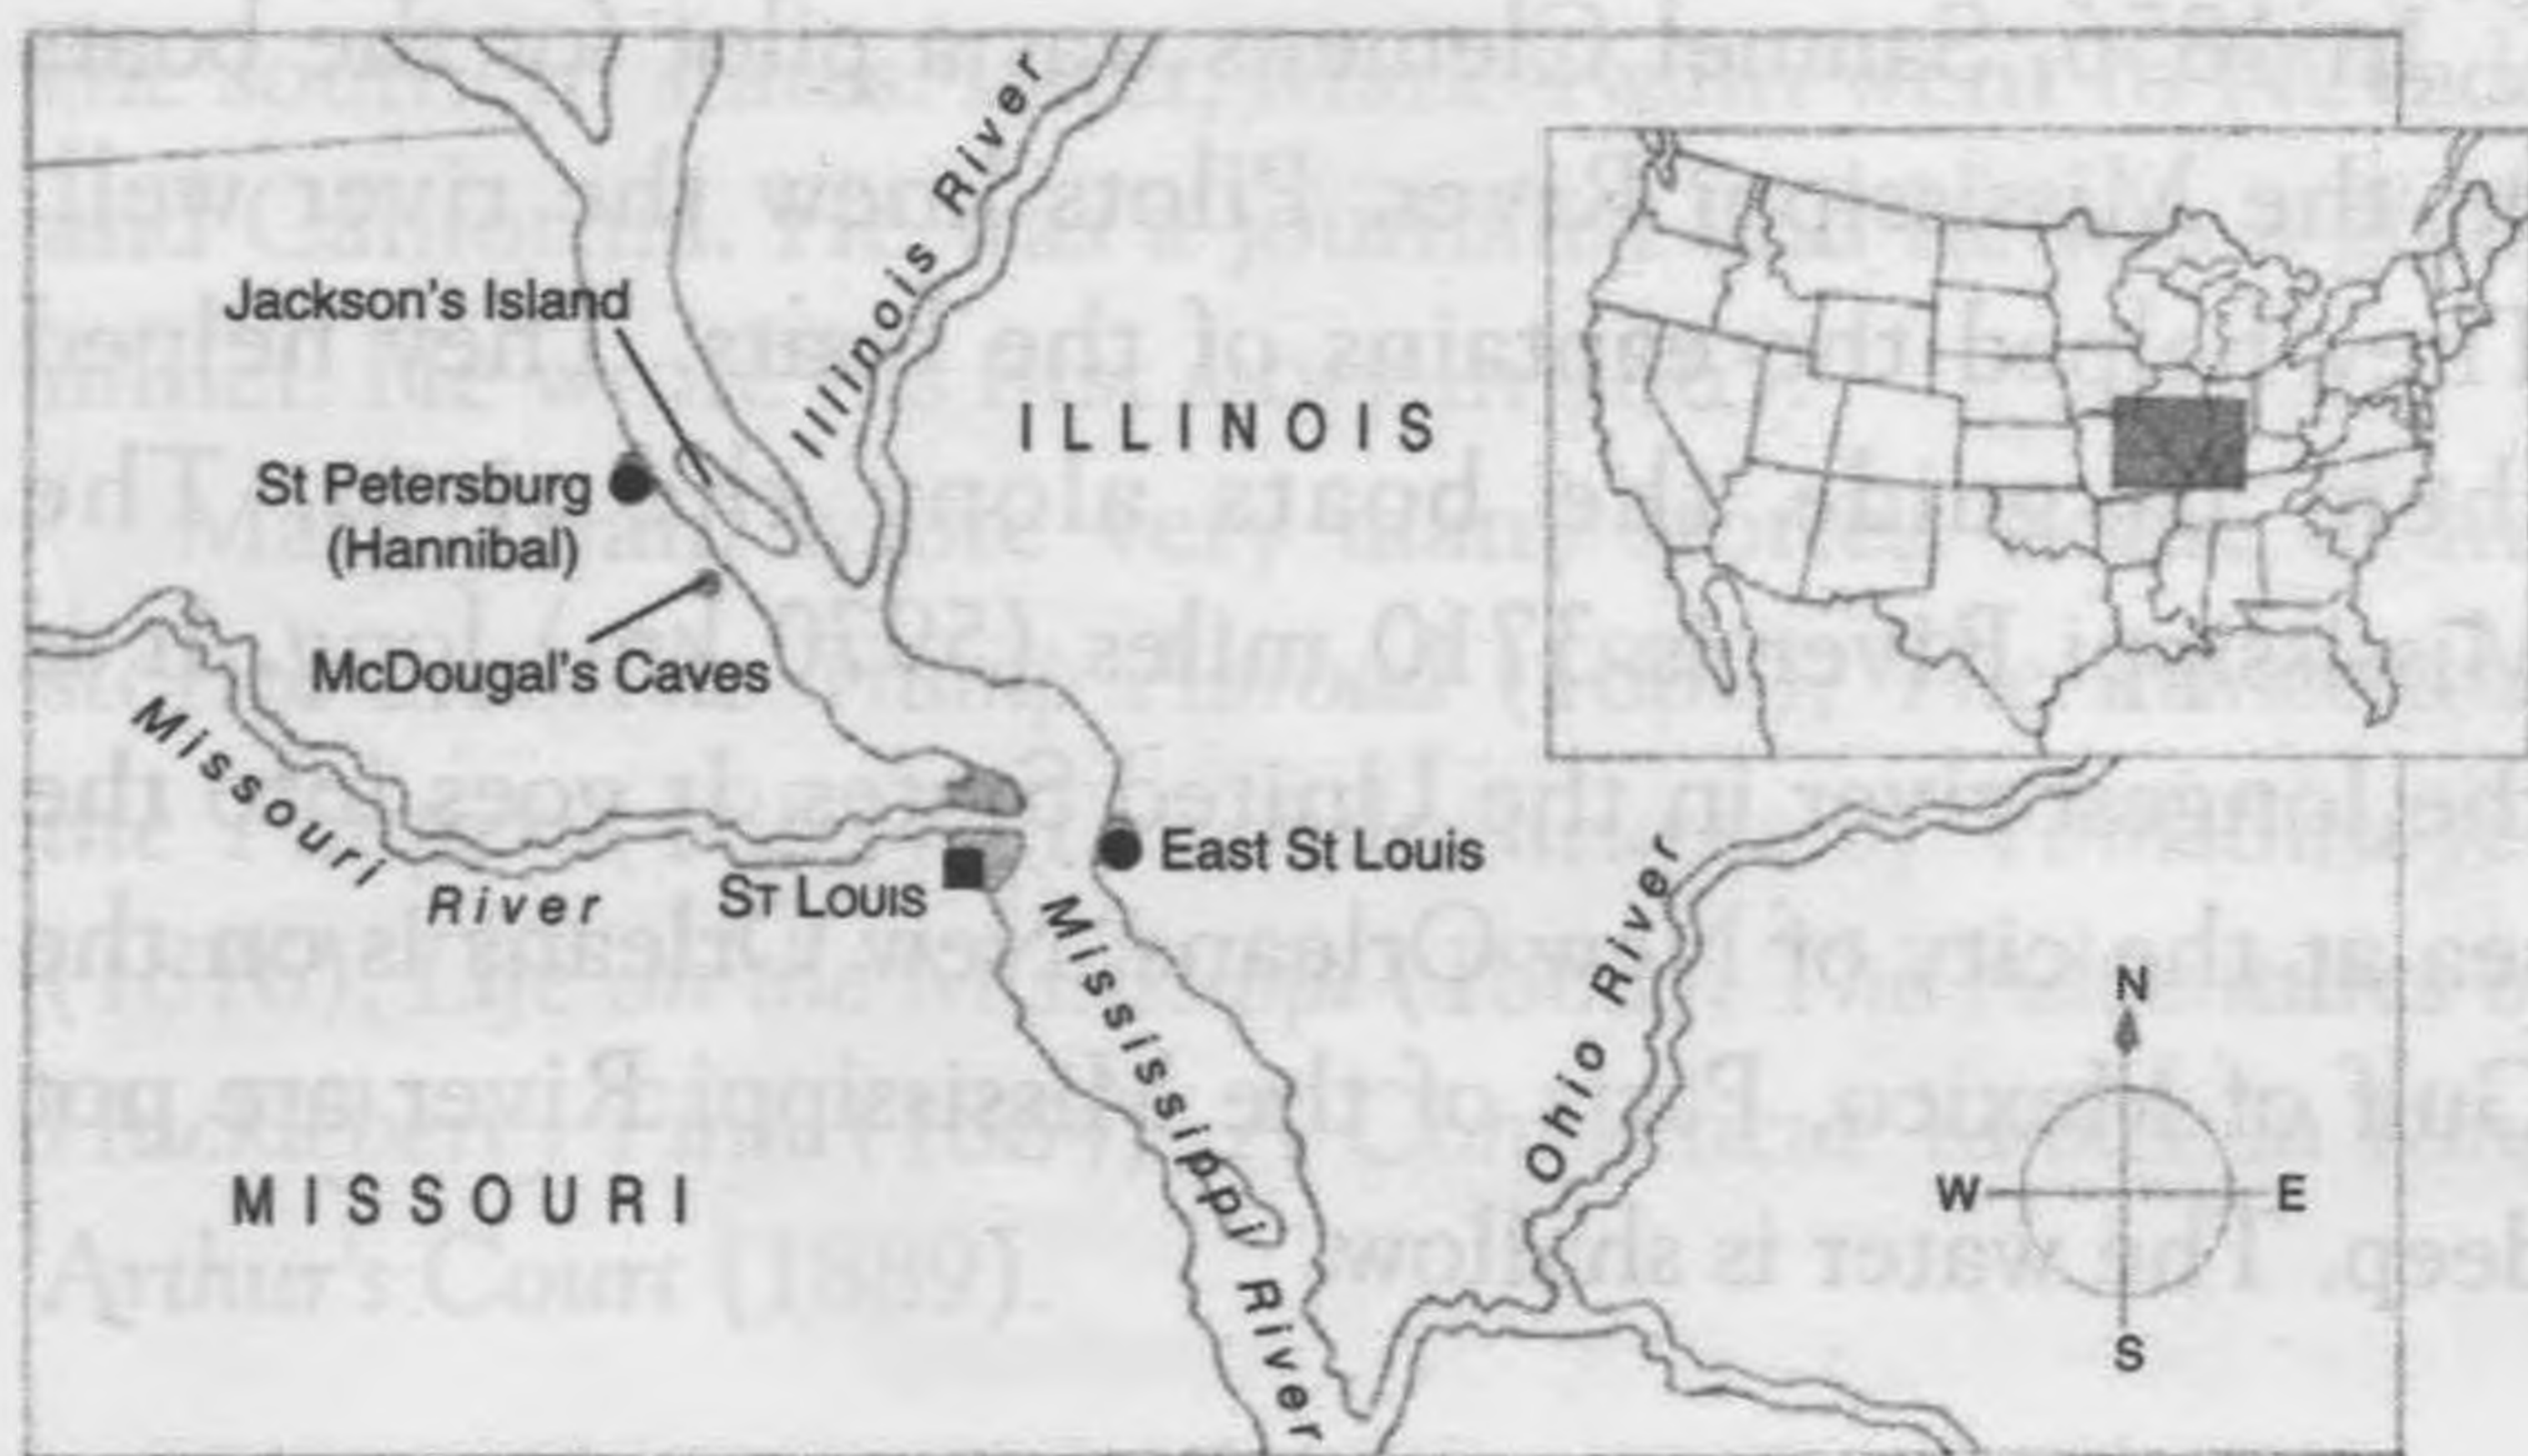 Illinois River
Jackson's Island
ILLINOIS
St Petersburg
(Hannibal)
McDougal's Caves
Missouri River
ST LOUIS
East St Louis
Mississippi River
Ohio River
MISSOURI
N
W
E
S